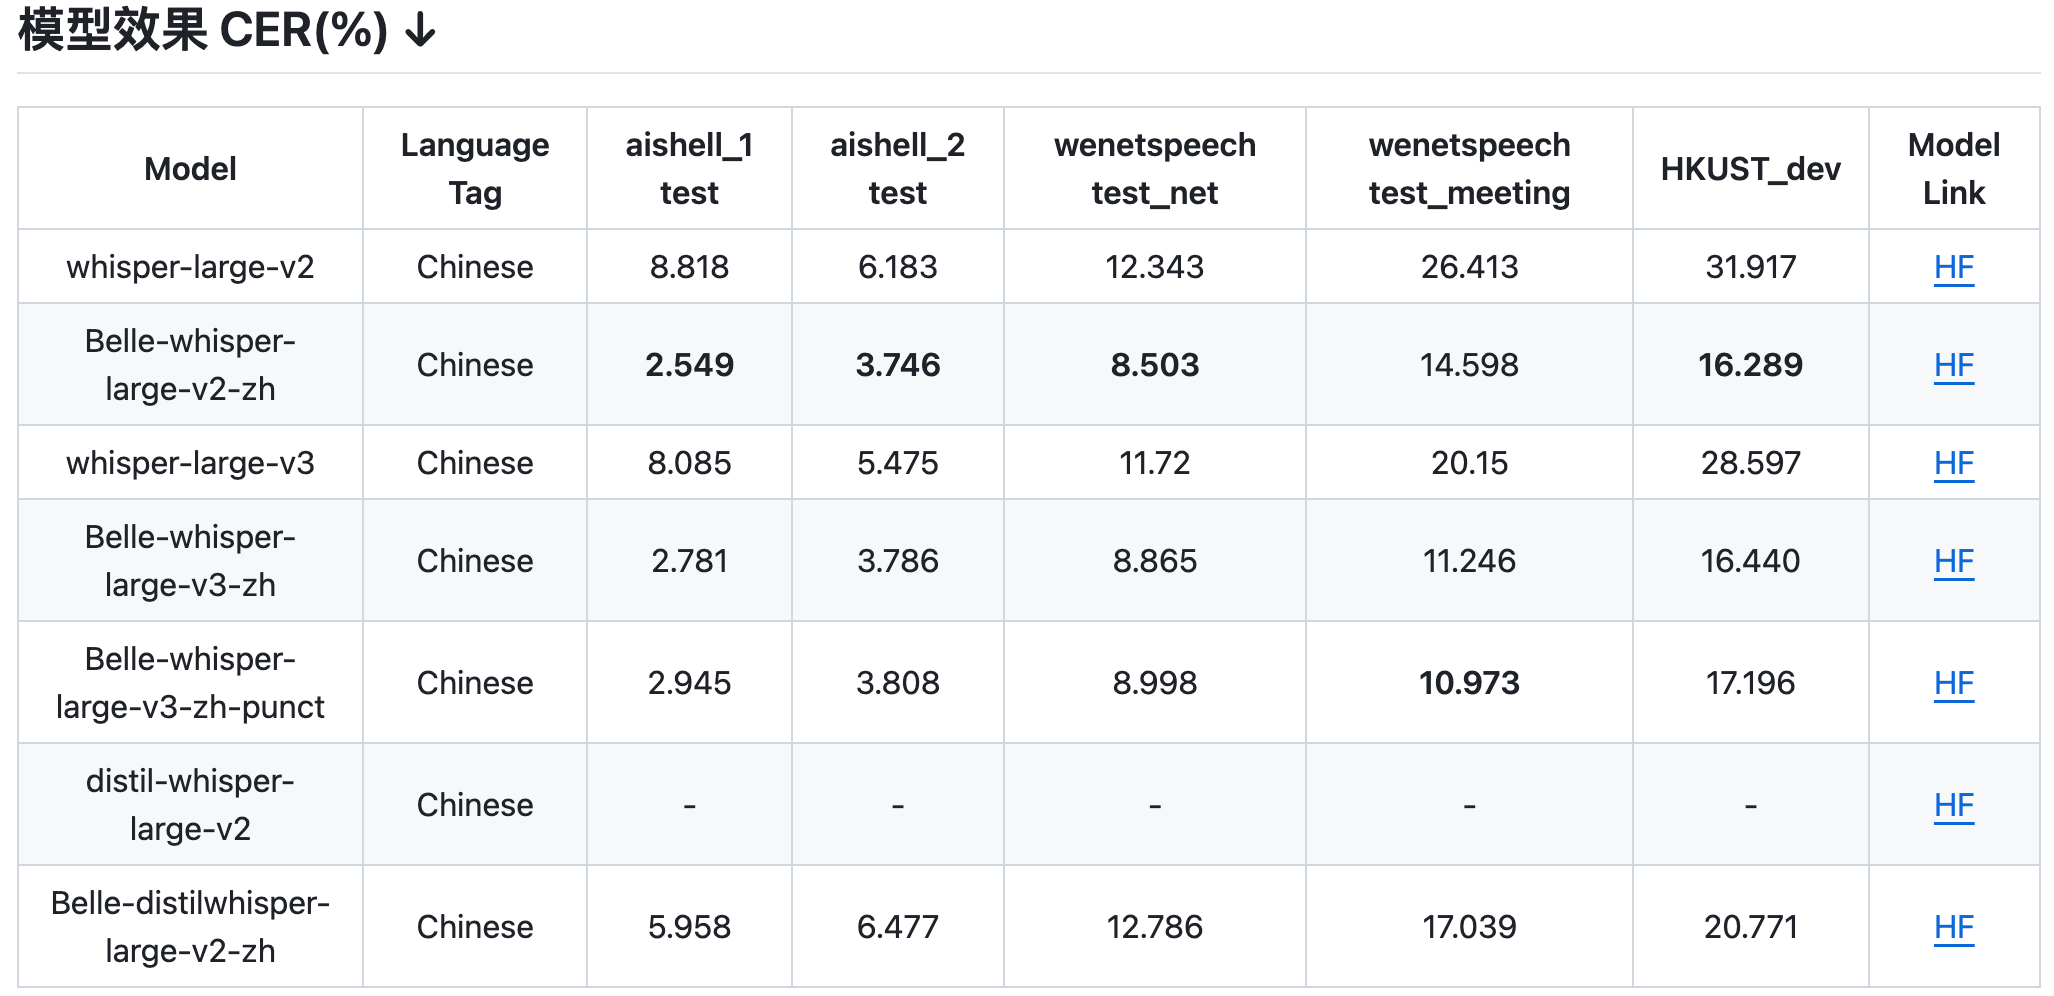 模型效果 CER(%) ↓
Model
Language
Tag
aishell_1
test
aishell_2
test
wenetspeech
test_net
wenetspeech
test_meeting
HKUST_dev
Model
Link
whisper-large-v2
Chinese
8.818
6.183
12.343
26.413
31.917
HF
Belle-whisper-
large-v2-zh
Chinese
2.549
3.746
8.503
14.598
16.289
HF
whisper-large-v3
Chinese
8.085
5.475
11.72
20.15
28.597
HF
Belle-whisper-
large-v3-zh
Chinese
2.781
3.786
8.865
11.246
16.440
HF
Belle-whisper-
large-v3-zh-punct
Chinese
2.945
3.808
8.998
10.973
17.196
HF
distil-whisper-
large-v2
Chinese
-
-
-
-
-
HF
Belle-distilwhisper-
large-v2-zh
Chinese
5.958
6.477
12.786
17.039
20.771
HF